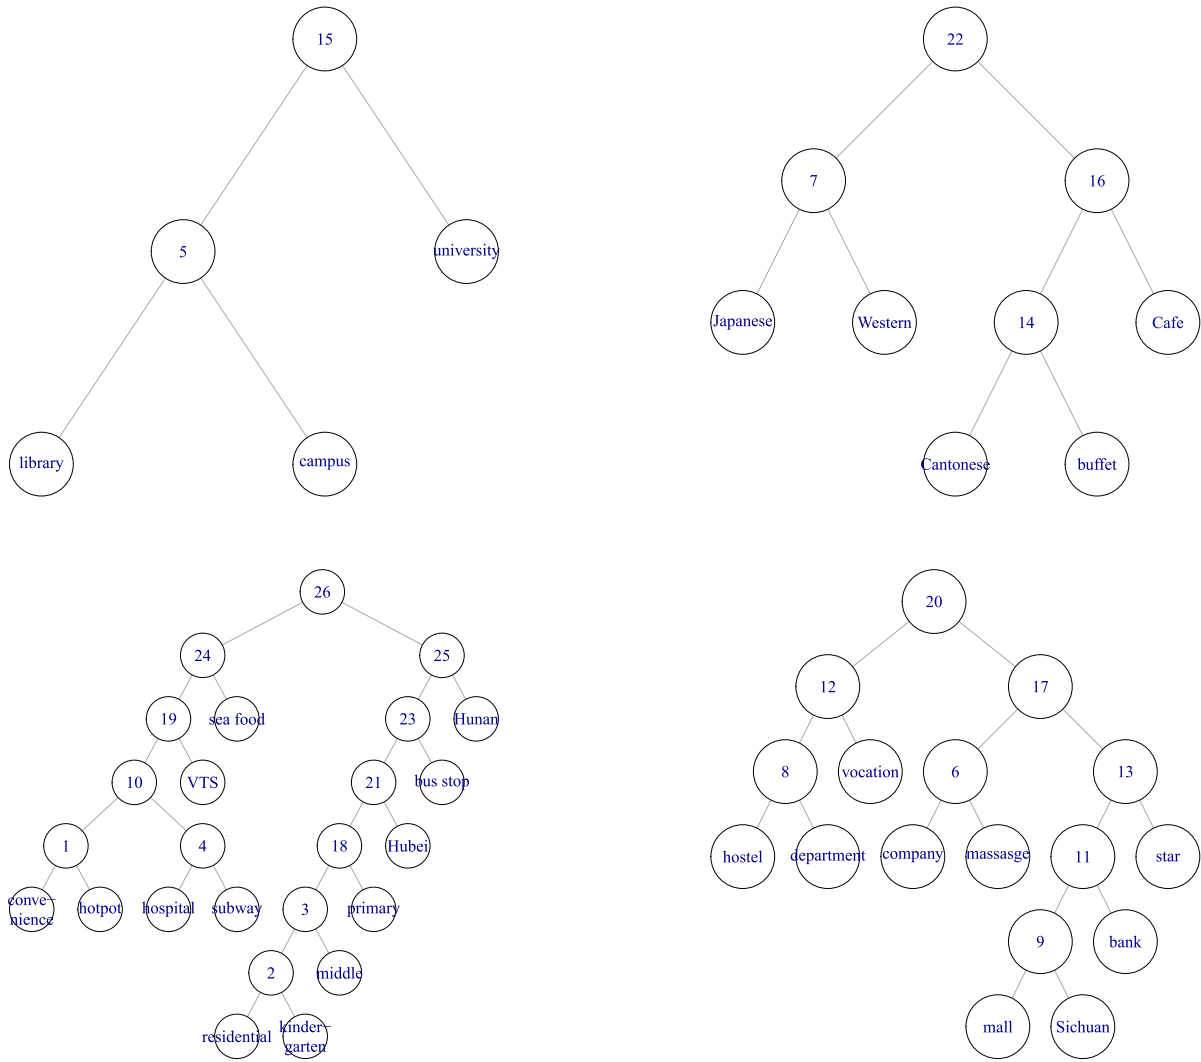 15
5
university
library
campus
22
7
16
Japanese
Western
14
Cafe
Cantonese
buffet
26
24
25
19
sea food
23
Hunan
10
VTS
21
bus stop
1
4
18
Hubei
conve–
nience
hotpot
hospital
subway
3
primary
2
middle
residential
kinder–
garten
20
12
17
8
vocation
6
13
hostel
department
company
massasge
11
star
9
bank
mall
Sichuan